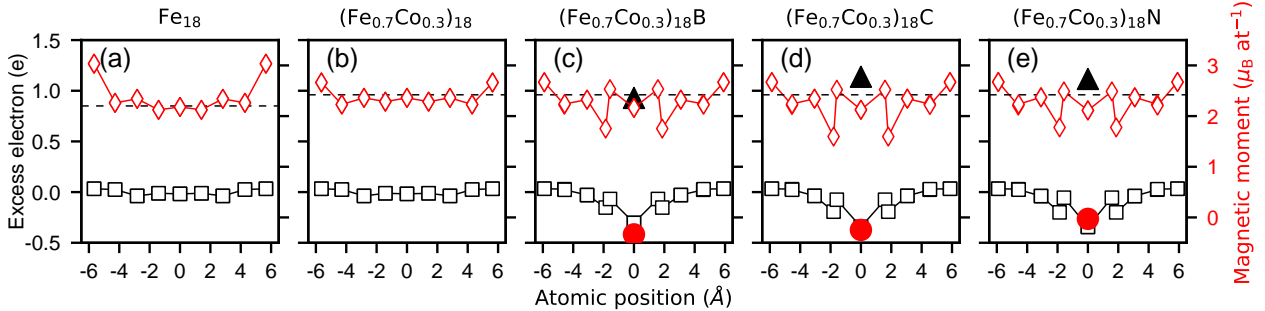 Fe₁₈
(Fe₀.₇Co₀.₃)₁₈
(Fe₀.₇Co₀.₃)₁₈B
(Fe₀.₇Co₀.₃)₁₈C
(Fe₀.₇Co₀.₃)₁₈N
(a)
(b)
(c)
(d)
(e)
Excess electron (e)
1.5
1.0
0.5
0.0
-0.5
-6 -4 -2 0 2 4 6
-6 -4 -2 0 2 4 6
-6 -4 -2 0 2 4 6
-6 -4 -2 0 2 4 6
-6 -4 -2 0 2 4 6
Atomic position (Å)
3
2
1
0
Magnetic moment (μB at⁻¹)